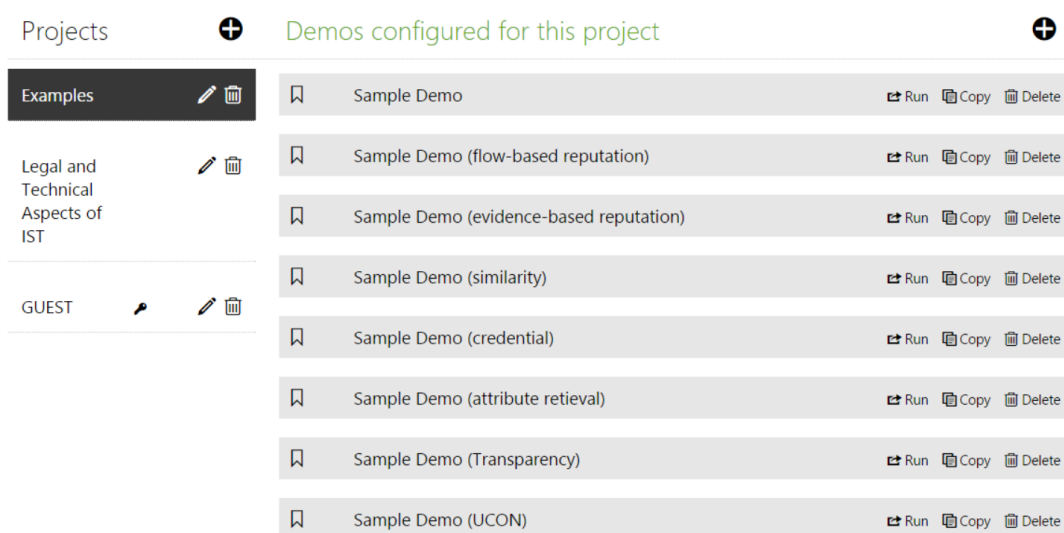 Projects
Demos configured for this project
Examples
Legal and
Technical
Aspects of
IST
GUEST
Sample Demo Run Copy Delete
Sample Demo (flow-based reputation) Run Copy Delete
Sample Demo (evidence-based reputation) Run Copy Delete
Sample Demo (similarity) Run Copy Delete
Sample Demo (credential) Run Copy Delete
Sample Demo (attribute retieval) Run Copy Delete
Sample Demo (Transparency) Run Copy Delete
Sample Demo (UCON) Run Copy Delete